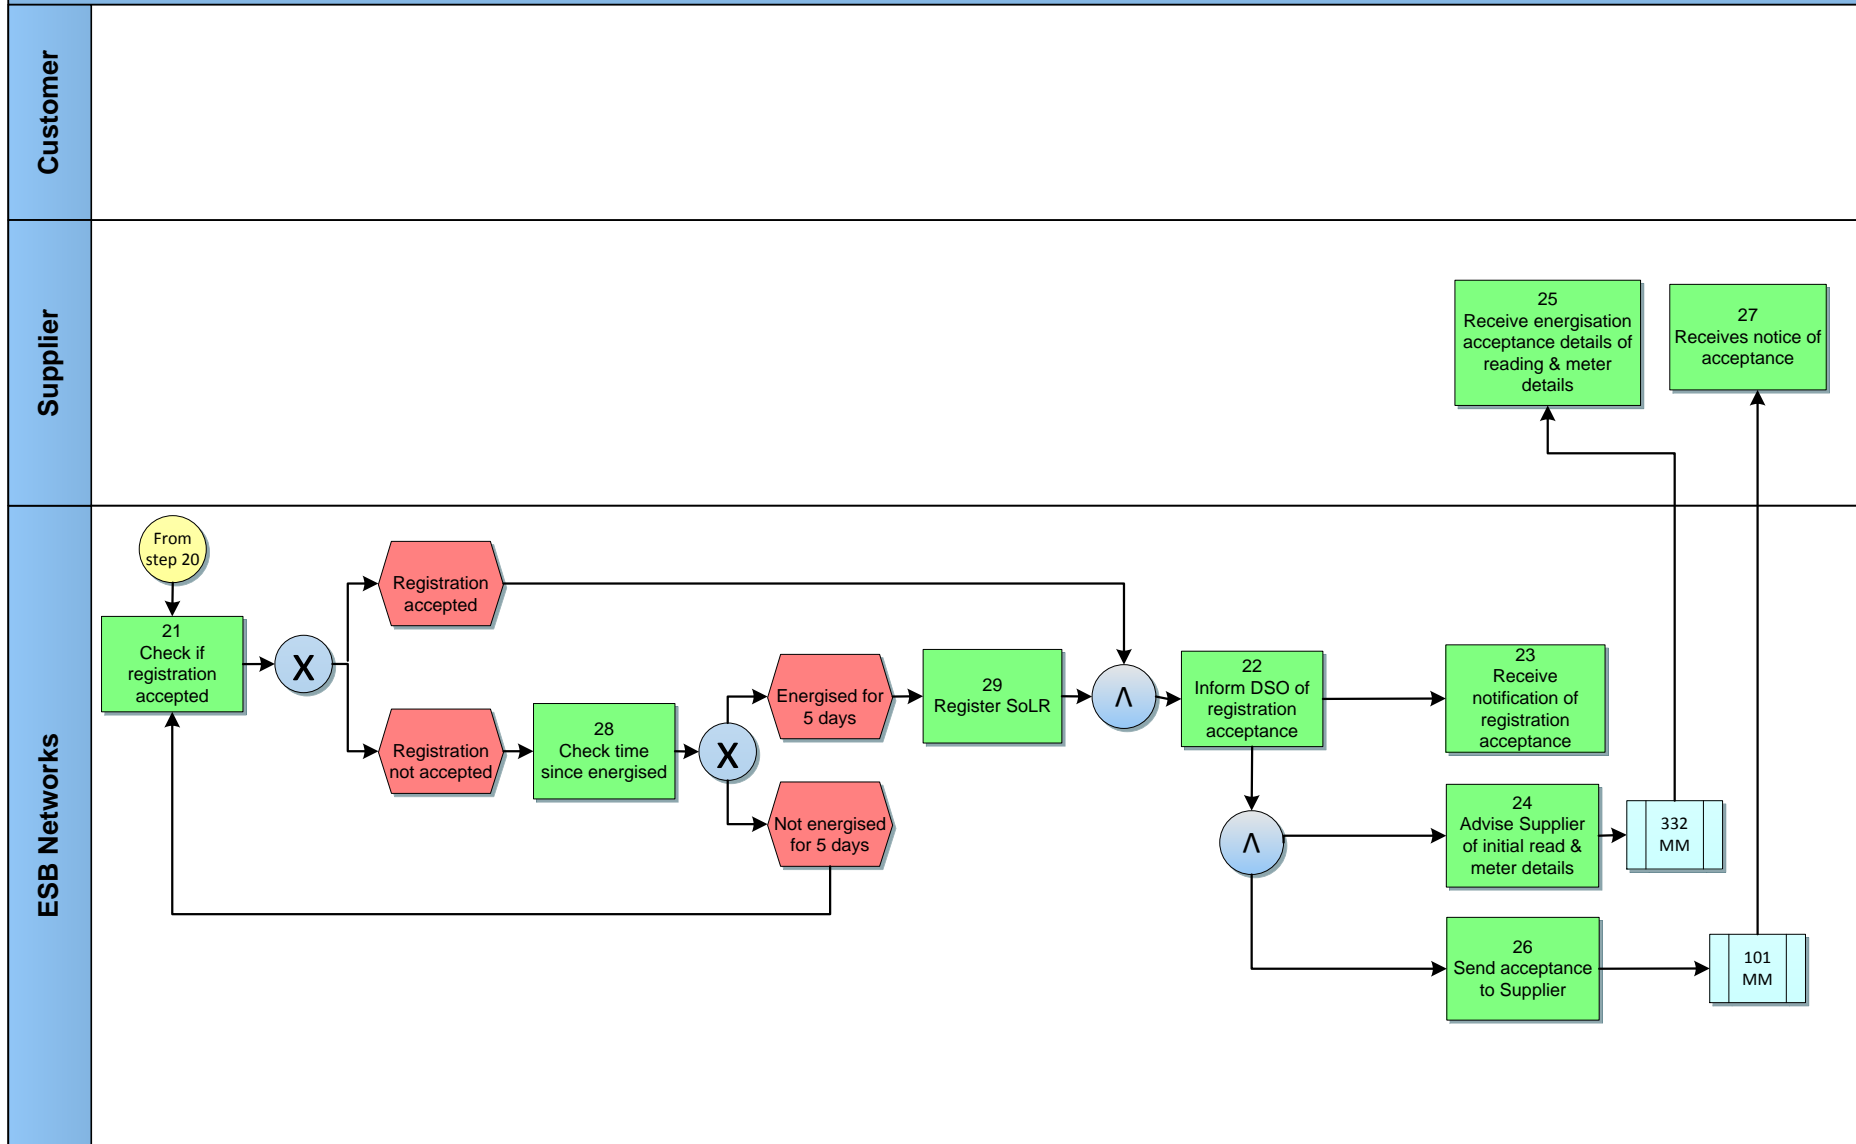 Customer
Supplier
25
Receive energisation
acceptance details of
reading & meter
details
27
Receives notice of
acceptance
ESB Networks
From
step 20
21
Check if
registration
accepted
X
Registration
accepted
Registration
not accepted
28
Check time
since energised
X
Energised for
5 days
Not energised
for 5 days
29
Register SoLR
Λ
22
Inform DSO of
registration
acceptance
23
Receive
notification of
registration
acceptance
Λ
24
Advise Supplier
of initial read &
meter details
332
MM
26
Send acceptance
to Supplier
101
MM